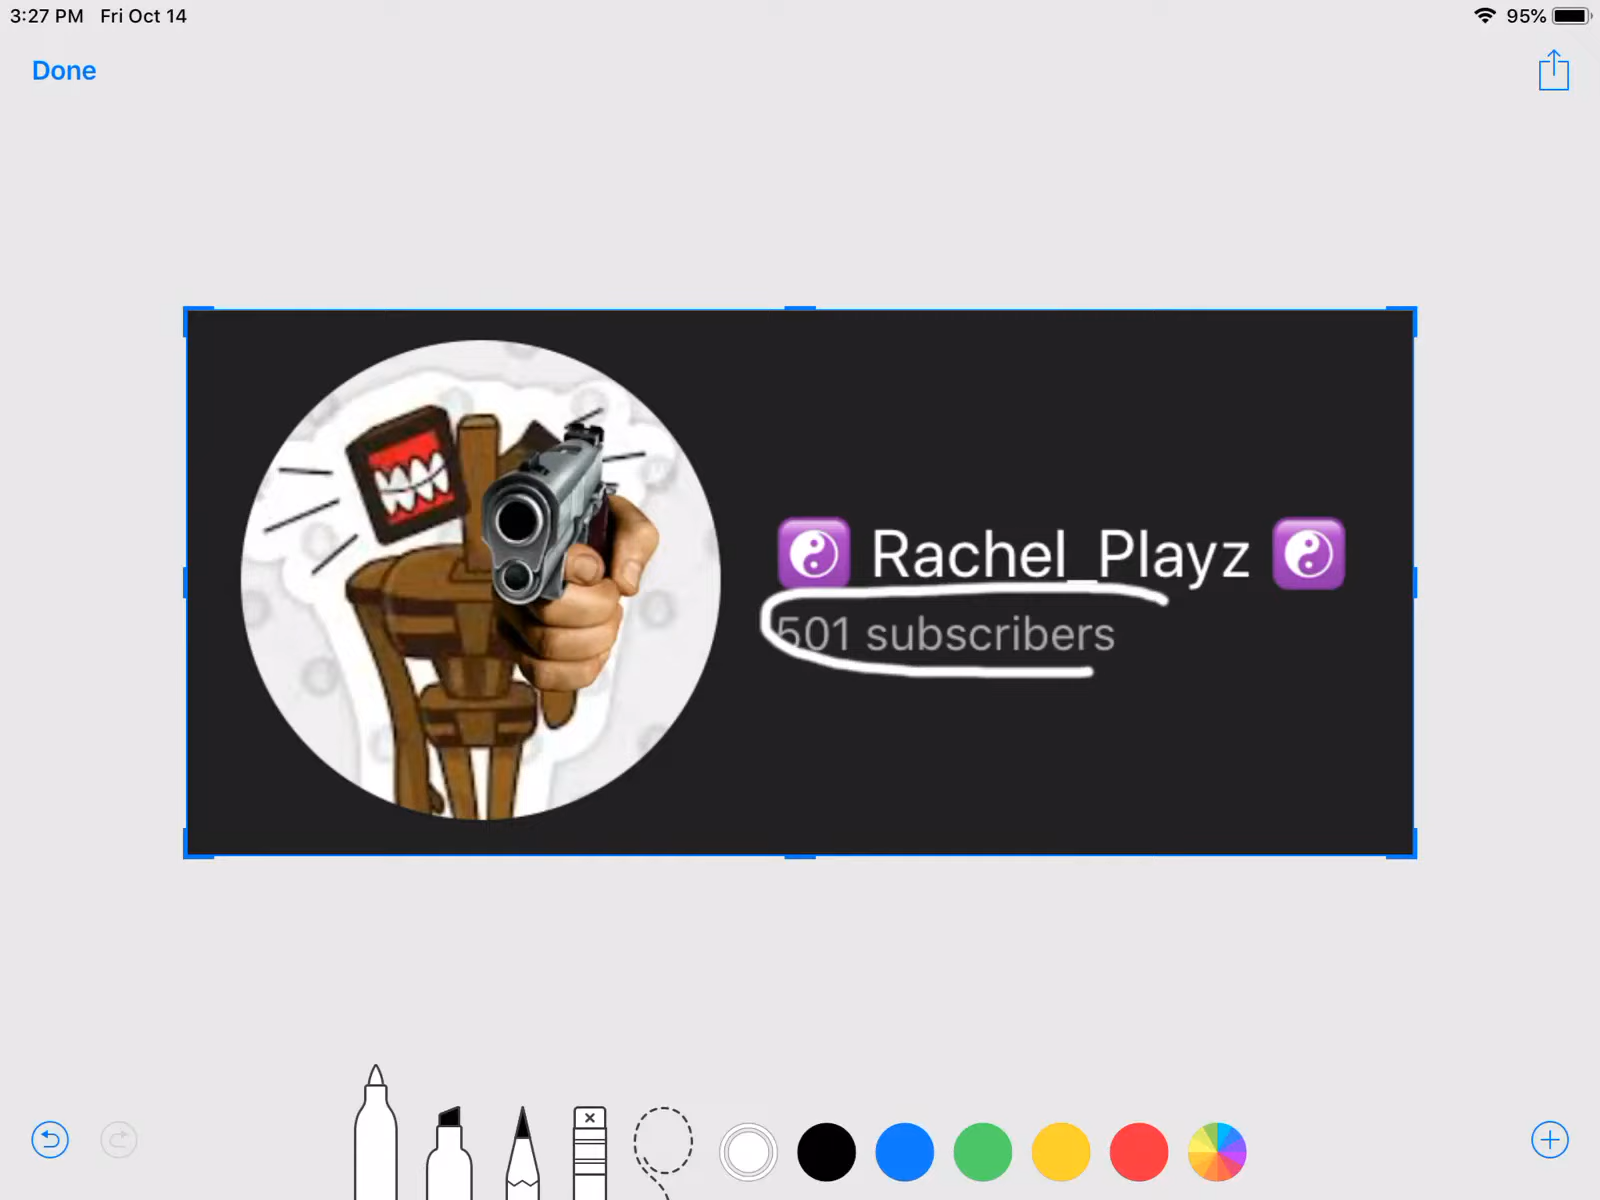 3:27 PM Fri Oct 14
95%
Done
☯️ Rachel_Playz ☯️
501 subscribers